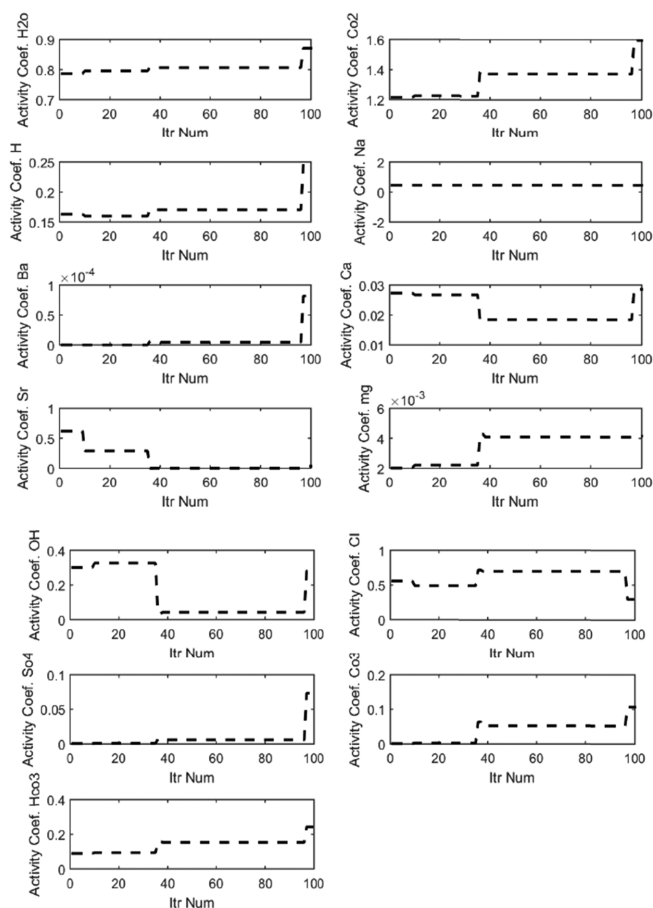 Activity Coef. H2o
0.9
0.8
0.7
0 20 40 60 80 100
Itr Num
Activity Coef. Co2
1.6
1.4
1.2
0 20 40 60 80 100
Itr Num
Activity Coef. H
0.25
0.2
0.15
0 20 40 60 80 100
Itr Num
Activity Coef. Na
2
0
-2
0 20 40 60 80 100
Itr Num
Activity Coef. Ba
×10-4
1
0.5
0
0 20 40 60 80 100
Itr Num
Activity Coef. Ca
0.03
0.02
0.01
0 20 40 60 80 100
Itr Num
Activity Coef. Sr
1
0.5
0
0 20 40 60 80 100
Itr Num
Activity Coef. mg
×10-3
6
4
2
0 20 40 60 80 100
Itr Num
Activity Coef. OH
0.4
0.2
0
0 20 40 60 80 100
Itr Num
Activity Coef. Cl
1
0.5
0
0 20 40 60 80 100
Itr Num
Activity Coef. So4
0.1
0.05
0
0 20 40 60 80 100
Itr Num
Activity Coef. Co3
0.2
0.1
0
0 20 40 60 80 100
Itr Num
Activity Coef. Hco3
0.4
0.2
0
0 20 40 60 80 100
Itr Num